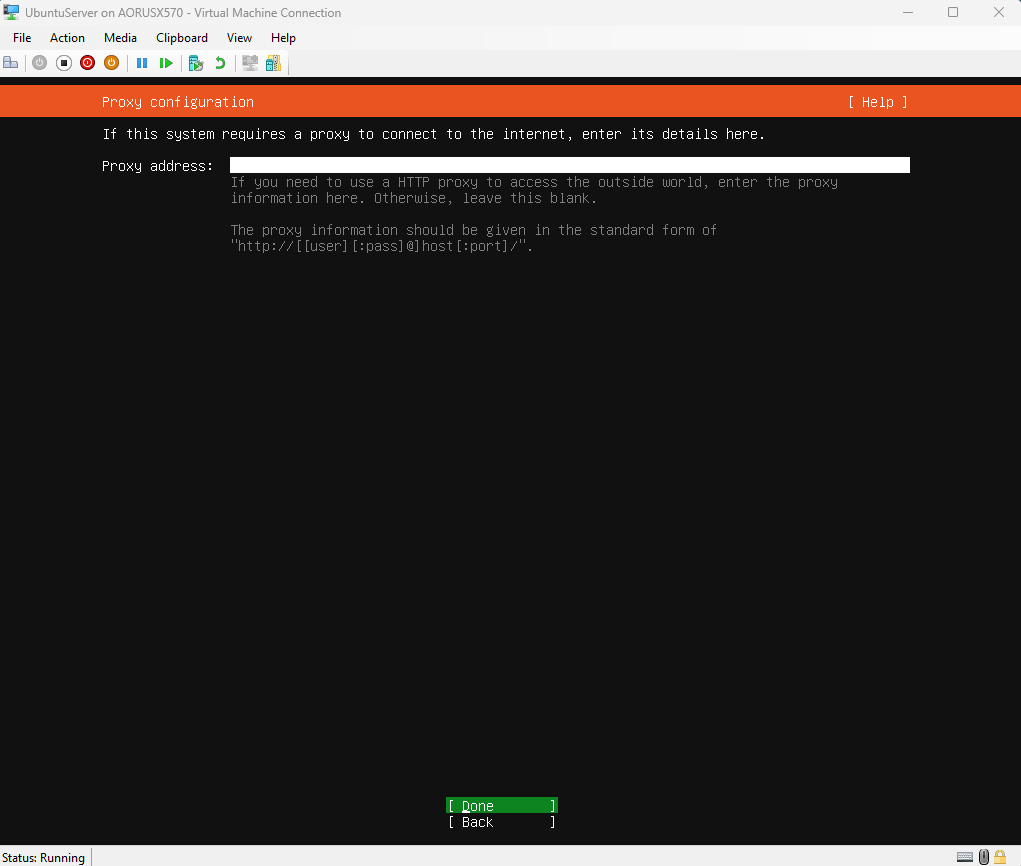 UbuntuServer on AORUSX570 - Virtual Machine Connection
File Action Media Clipboard View Help
Proxy configuration [ Help ]
If this system requires a proxy to connect to the internet, enter its details here.
Proxy address:
If you need to use a HTTP proxy to access the outside world, enter the proxy
information here. Otherwise, leave this blank.
The proxy information should be given in the standard form of
"http://[[user][:pass]@]host[:port]/".
[ Done ]
[ Back ]
Status: Running